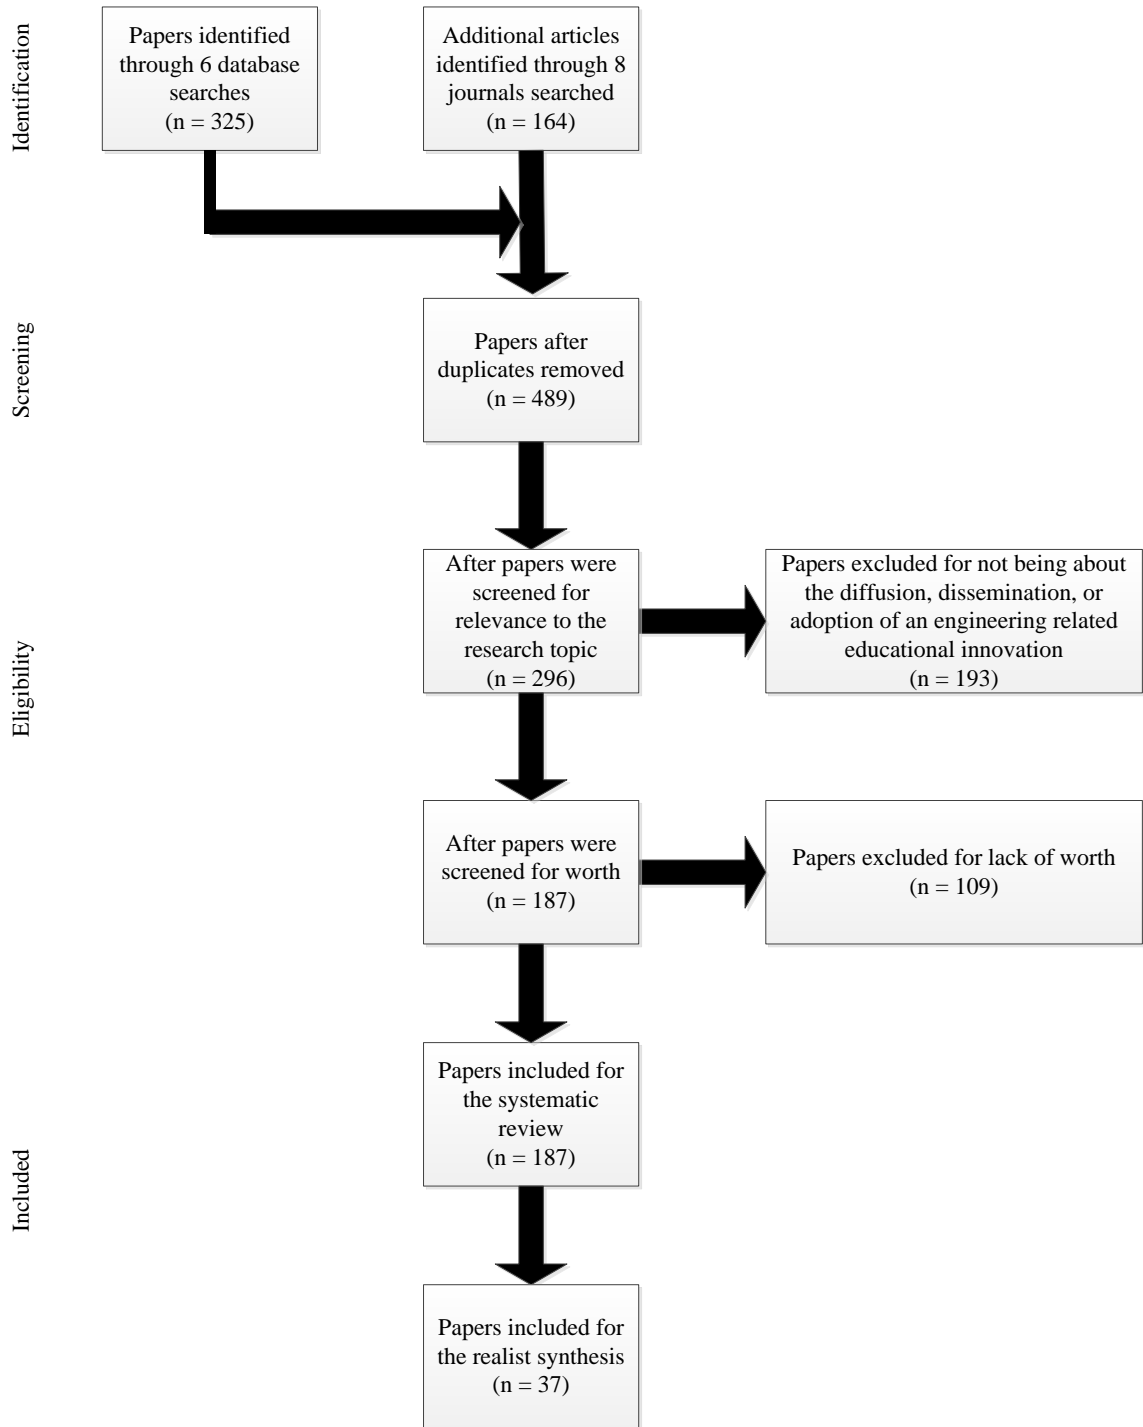 Identification
Papers identified
through 6 database
searches
(n = 325)
Additional articles
identified through 8
journals searched
(n = 164)
Screening
Papers after
duplicates removed
(n = 489)
Eligibility
After papers were
screened for
relevance to the
research topic
(n = 296)
Papers excluded for not being about
the diffusion, dissemination, or
adoption of an engineering related
educational innovation
(n = 193)
After papers were
screened for worth
(n = 187)
Papers excluded for lack of worth
(n = 109)
Included
Papers included for
the systematic
review
(n = 187)
Papers included for
the realist synthesis
(n = 37)